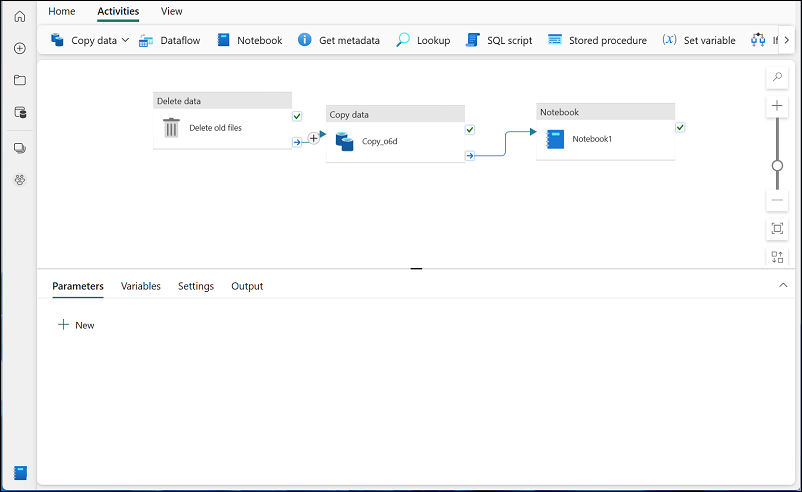 Home Activities View
Copy data Dataflow Notebook Get metadata Lookup SQL script Stored procedure (x) Set variable If
Delete data
Delete old files
Copy data
Copy_o6d
Notebook
Notebook1
Parameters Variables Settings Output
New